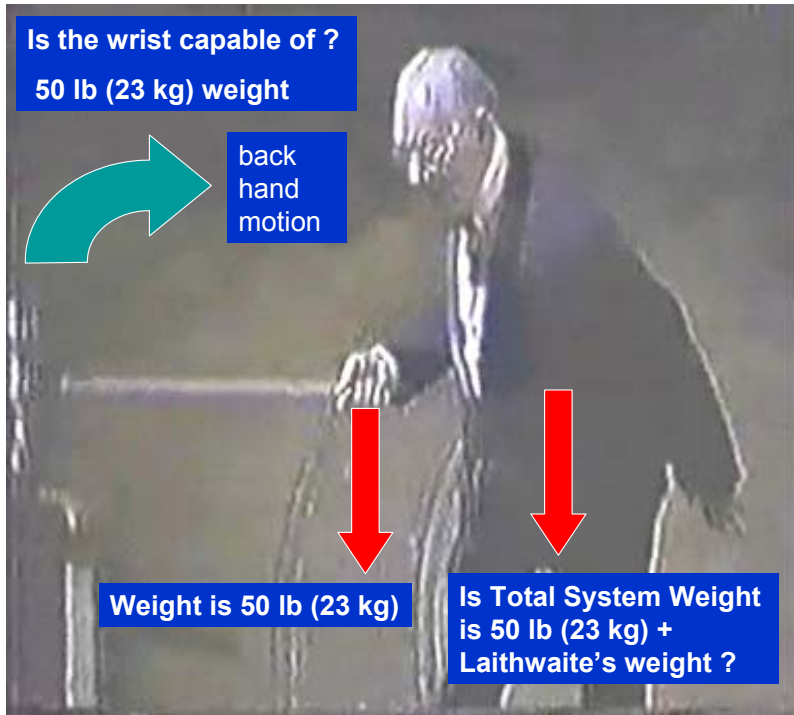 Is the wrist capable of ?
50 lb (23 kg) weight
back
hand
motion
Weight is 50 lb (23 kg)
Is Total System Weight
is 50 lb (23 kg) +
Laithwaite's weight ?